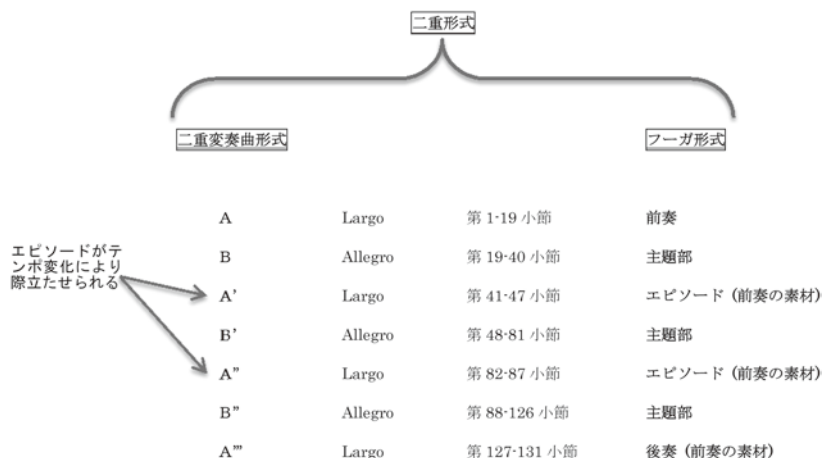 二重形式
二重変奏曲形式 フーガ形式
A Largo 第 1-19 小節 前奏
エピソードがテ
ンポ変化により
際立たせられる
B Allegro 第 19-40 小節 主題部
A’ Largo 第 41-47 小節 エピソード (前奏の素材)
B’ Allegro 第 48-81 小節 主題部
A” Largo 第 82-87 小節 エピソード (前奏の素材)
B” Allegro 第 88-126 小節 主題部
A’” Largo 第 127-131 小節 後奏 (前奏の素材)